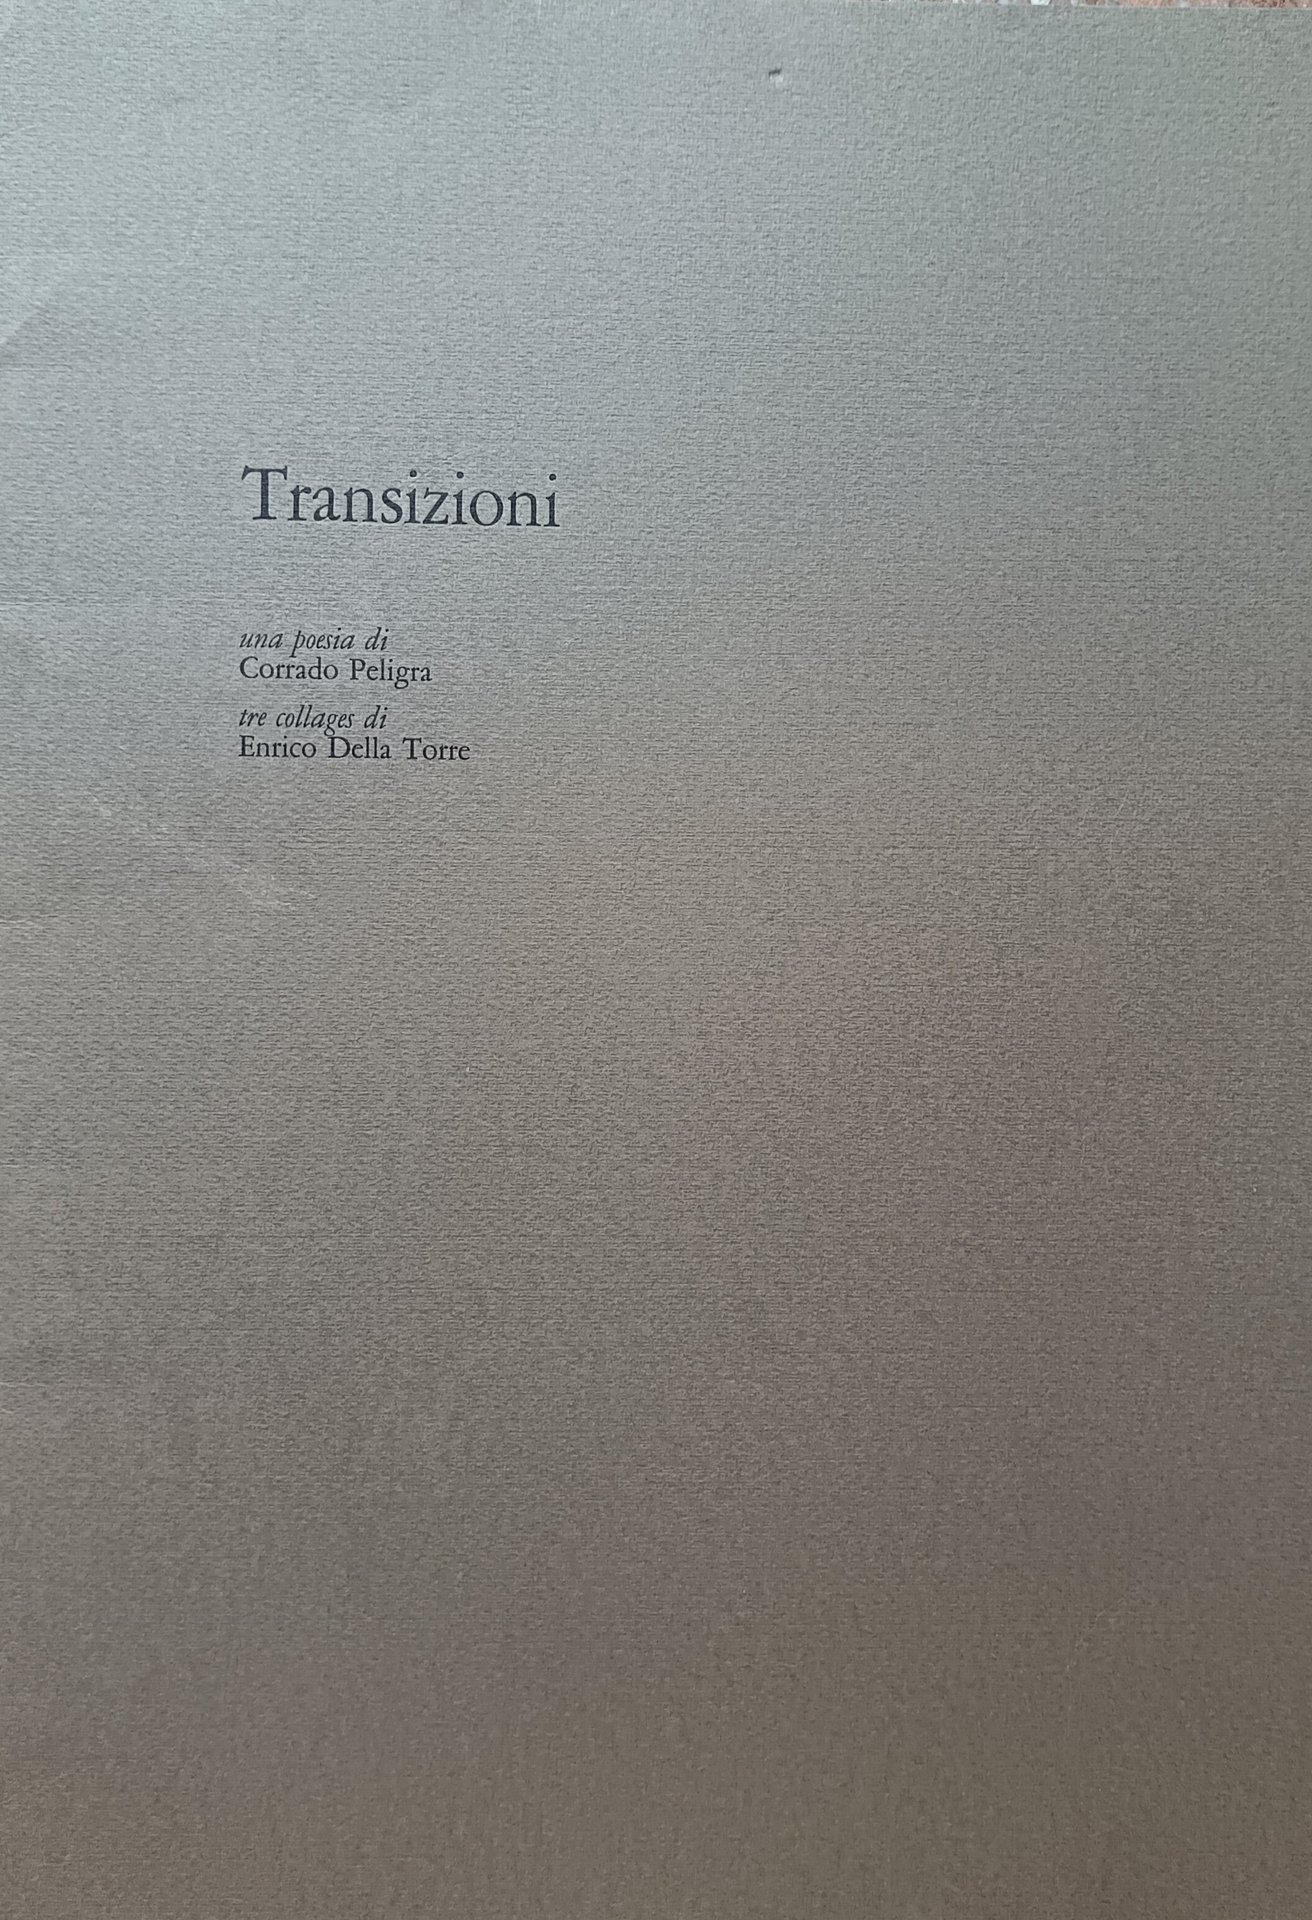 Transizioni
una poesia di
Corrado Peligra
tre collages di
Enrico Della Torre